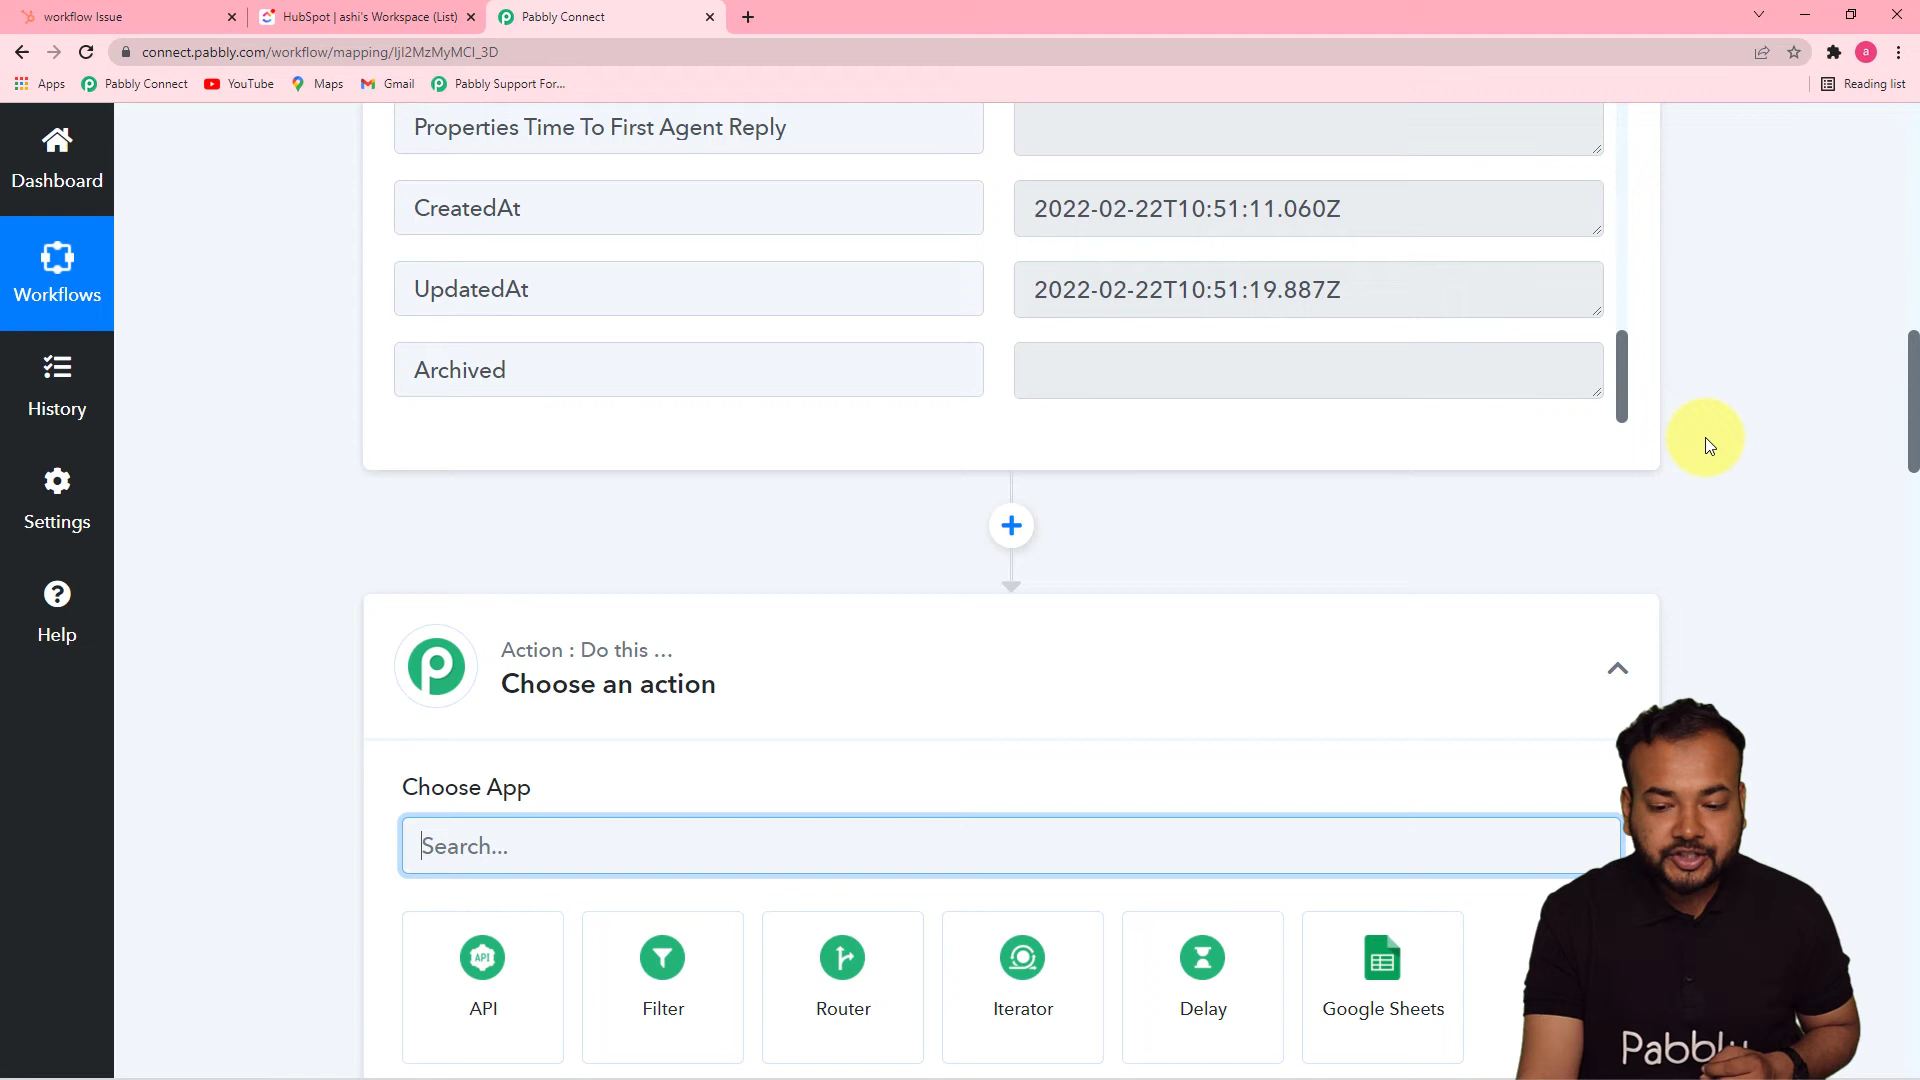 workflow Issue
HubSpot | ashi's Workspace (List)
Pabbly Connect
connect.pabbly.com/workflow/mapping/IjI2MzMyMCI_3D
a
Apps
Pabbly Connect
YouTube
Maps
Gmail
Pabbly Support For...
Reading list
Dashboard
Workflows
History
Settings
Help
Properties Time To First Agent Reply
CreatedAt
2022-02-22T10:51:11.060Z
UpdatedAt
2022-02-22T10:51:19.887Z
Archived
Action : Do this ...
Choose an action
Choose App
Search...
API
API
Filter
Router
Iterator
Delay
Google Sheets
Pabbly